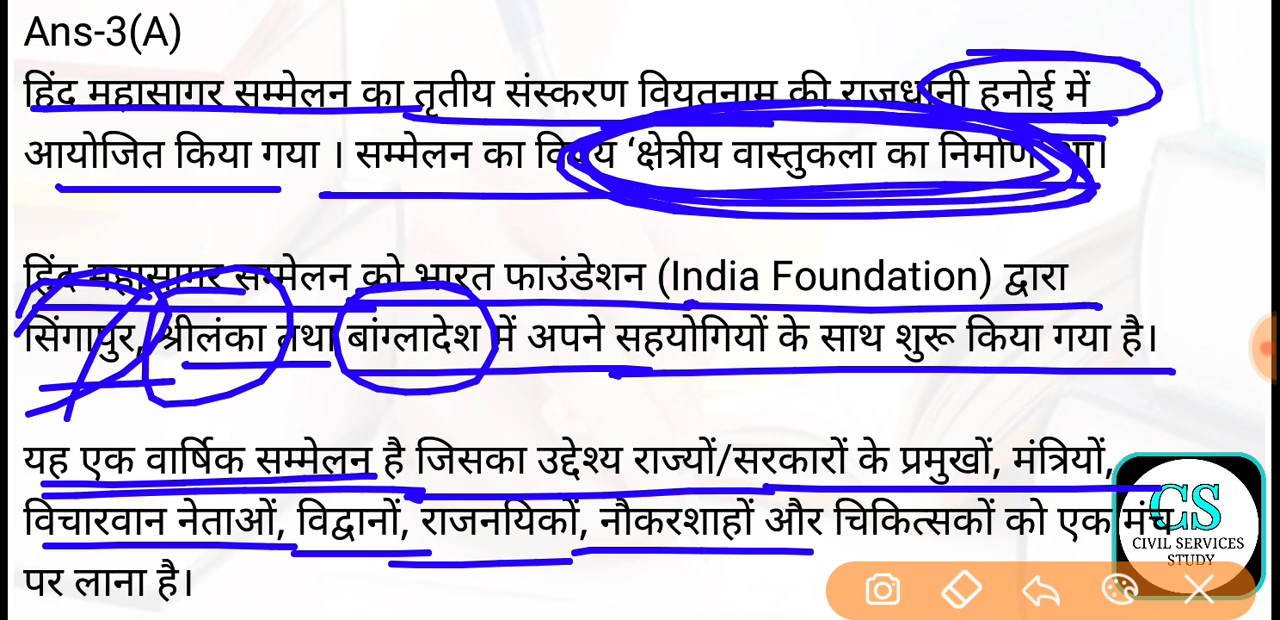 Ans-3(A)
हिंद महासागर सम्मेलन का तृतीय संस्करण वियतनाम की राजधानी हनोई में
आयोजित किया गया । सम्मेलन का विषय ‘क्षेत्रीय वास्तुकला का निर्माण था।
हिंद महासागर सम्मेलन को भारत फाउंडेशन (India Foundation) द्वारा
सिंगापुर, श्रीलंका तथा बांग्लादेश में अपने सहयोगियों के साथ शुरू किया गया है।
यह एक वार्षिक सम्मेलन है जिसका उद्देश्य राज्यों/सरकारों के प्रमुखों, मंत्रियों,
विचारवान नेताओं, विद्वानों, राजनयिकों, नौकरशाहों और चिकित्सकों को एक मंच
पर लाना है।
CS
CIVIL SERVICES
STUDY